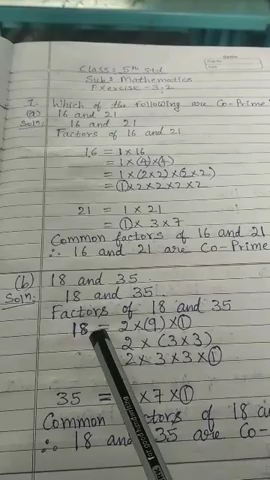 Class: 5th Std
Sub: Mathematics
Exercise - 3.2
1. Which of the following are Co-Prime
(a) 16 and 21
Soln: 16 and 21
Factors of 16 and 21
16 = 1 × 16
= 1 × (4) × (4)
= 1 × (2 × 2) × (2 × 2)
= ① × 2 × 2 × 2 × 2
21 = 1 × 21
= ① × 3 × 7
Common factors of 16 and 21
∴ 16 and 21 are Co-Prime
(b) 18 and 35
Soln: 18 and 35
Factors of 18 and 35
18 = 2 × (9) × ①
2 × (3 × 3)
2 × 3 × 3 × ①
35 = × 7 × ①
Common of 18
∴ 18 and 35 are Co-